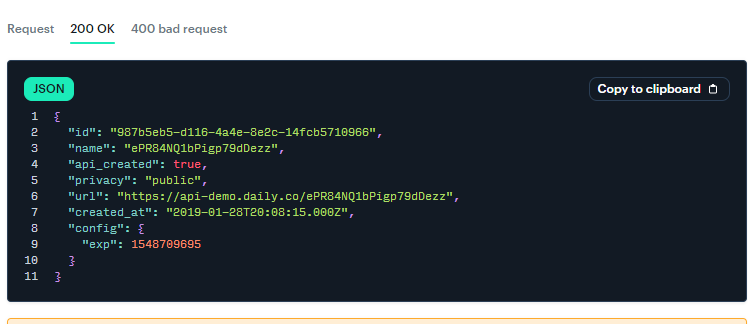 Request 200 OK 400 bad request
JSON Copy to clipboard
1 {
2 "id": "987b5eb5-d116-4a4e-8e2c-14fcb5710966",
3 "name": "ePR84NQ1bPigp79dDezz",
4 "api_created": true,
5 "privacy": "public",
6 "url": "https://api-demo.daily.co/ePR84NQ1bPigp79dDezz",
7 "created_at": "2019-01-28T20:08:15.000Z",
8 "config": {
9 "exp": 1548709695
10 }
11 }